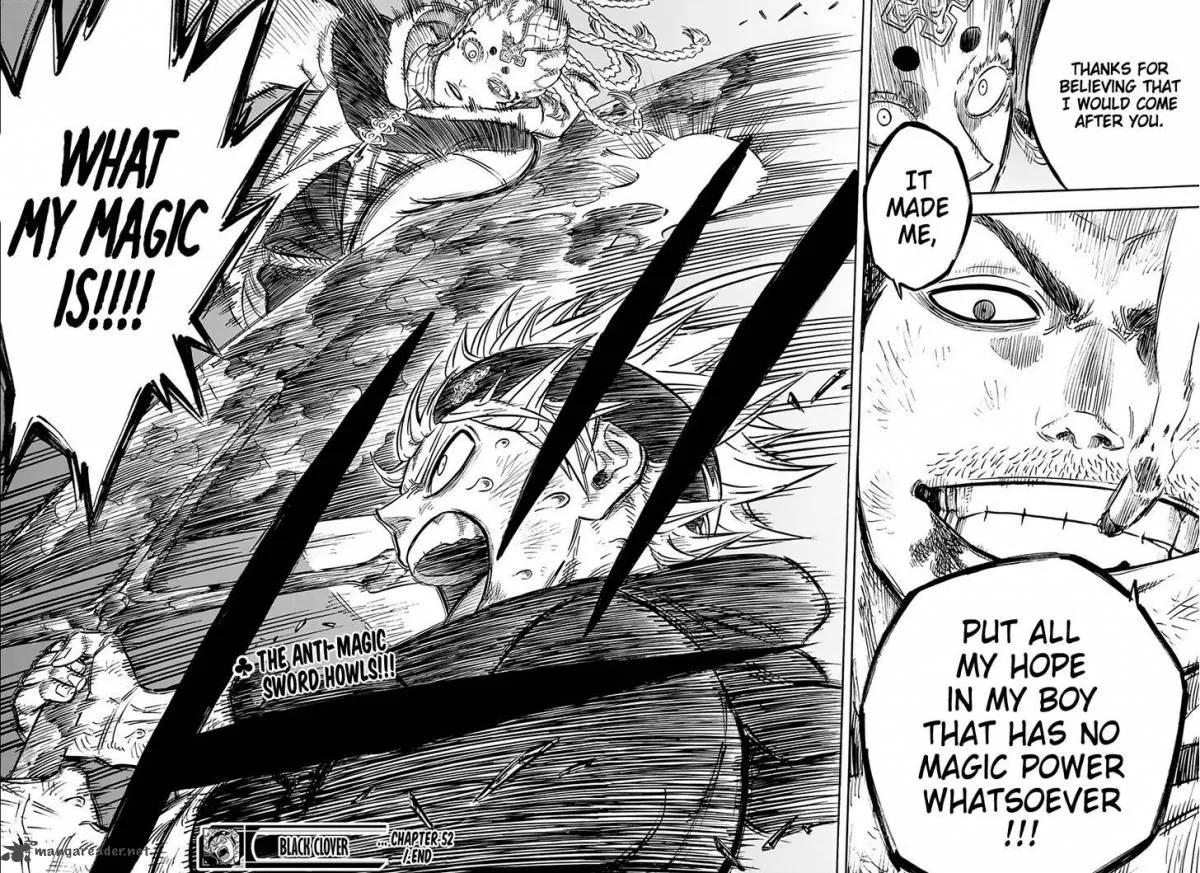 THANKS FOR
BELIEVING THAT
I WOULD COME
AFTER YOU.
IT
MADE
ME,
PUT ALL
MY HOPE
IN MY BOY
THAT HAS NO
MAGIC POWER
WHATSOEVER
!!!
WHAT
MY MAGIC
IS!!!!
♣THE ANTI-MAGIC
SWORD HOWLS!!!
BLACK CLOVER
....CHAPTER 52
/:END
mangareader.net